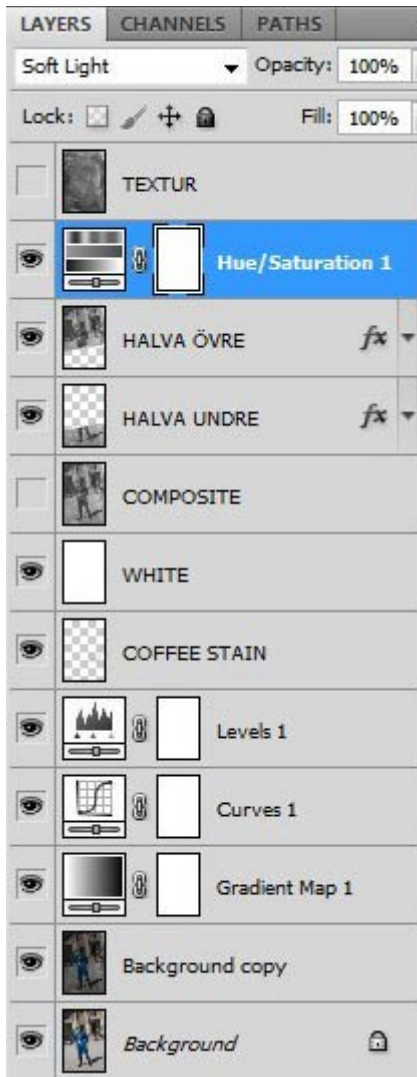 LAYERS CHANNELS PATHS
Soft Light Opacity: 100%
Lock: Fill: 100%
TEXTUR
Hue/Saturation 1
HALVA ÖVRE fx
HALVA UNDRE fx
COMPOSITE
WHITE
COFFEE STAIN
Levels 1
Curves 1
Gradient Map 1
Background copy
Background